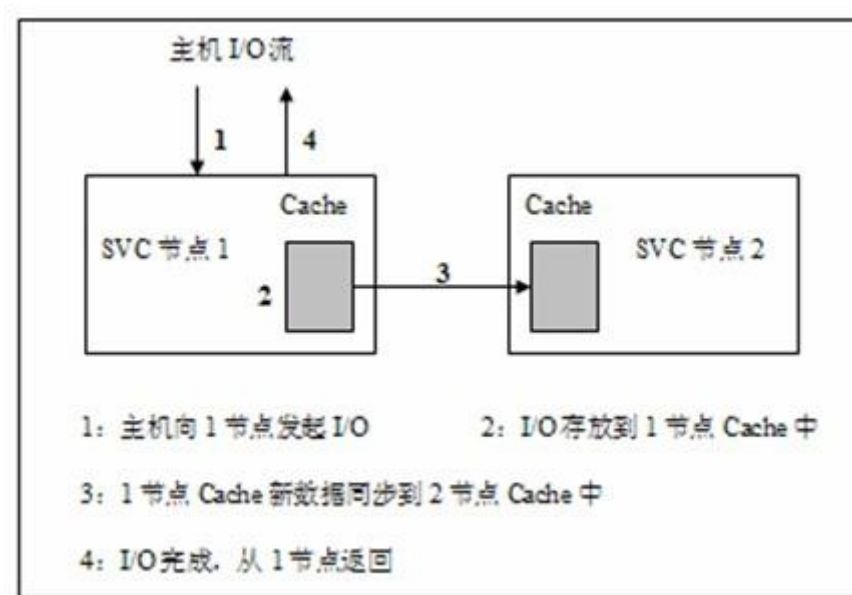 主机 I/O 流
1
4
Cache
Cache
SVC 节点 1
3
SVC 节点 2
2
1：主机向 1 节点发起 I/O
2：I/O 存放到 1 节点 Cache 中
3：1 节点 Cache 新数据同步到 2 节点 Cache 中
4：I/O 完成，从 1 节点返回